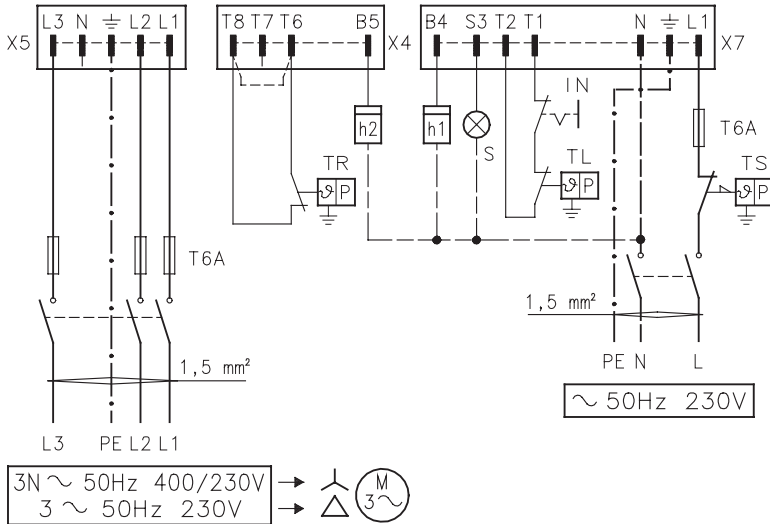 L3 N ⏚ L2 L1
X5
T8 T7 T6 B5
X4
B4 S3 T2 T1 N ⏚ L1
X7
IN
h2
h1
S
T6A
TR
ϑ P
TL
ϑ P
TS
ϑ P
T6A
1,5 mm²
1,5 mm²
PE N L
∼ 50Hz 230V
L3 PE L2 L1
3N ∼ 50Hz 400/230V
3 ∼ 50Hz 230V
M
3∼